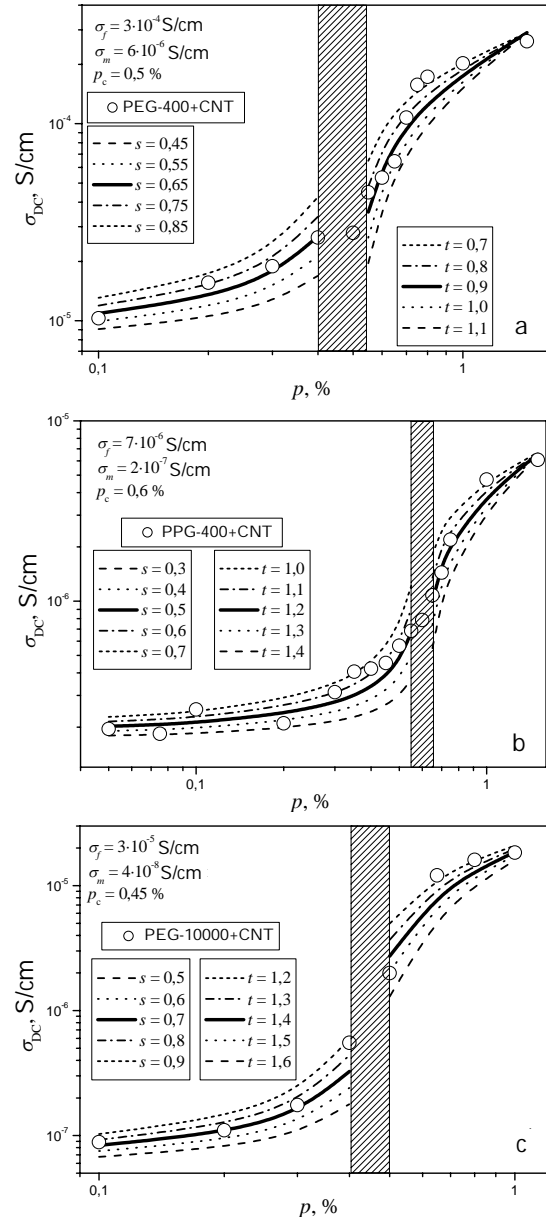 σf = 3·10-4 S/cm
σm = 6·10-6 S/cm
pc = 0,5 %
PEG-400+CNT
s = 0,45
s = 0,55
s = 0,65
s = 0,75
s = 0,85
t = 0,7
t = 0,8
t = 0,9
t = 1,0
t = 1,1
a
10-4
10-5
σDC, S/cm
0,1
1
p, %
10-5
σf = 7·10-6 S/cm
σm = 2·10-7 S/cm
pc = 0,6 %
PPG-400+CNT
s = 0,3
s = 0,4
s = 0,5
s = 0,6
s = 0,7
t = 1,0
t = 1,1
t = 1,2
t = 1,3
t = 1,4
b
10-6
σDC, S/cm
0,1
1
p, %
σf = 3·10-5 S/cm
σm = 4·10-8 S/cm
pc = 0,45 %
PEG-10000+CNT
s = 0,5
s = 0,6
s = 0,7
s = 0,8
s = 0,9
t = 1,2
t = 1,3
t = 1,4
t = 1,5
t = 1,6
c
10-5
10-6
10-7
σDC, S/cm
0,1
1
p, %